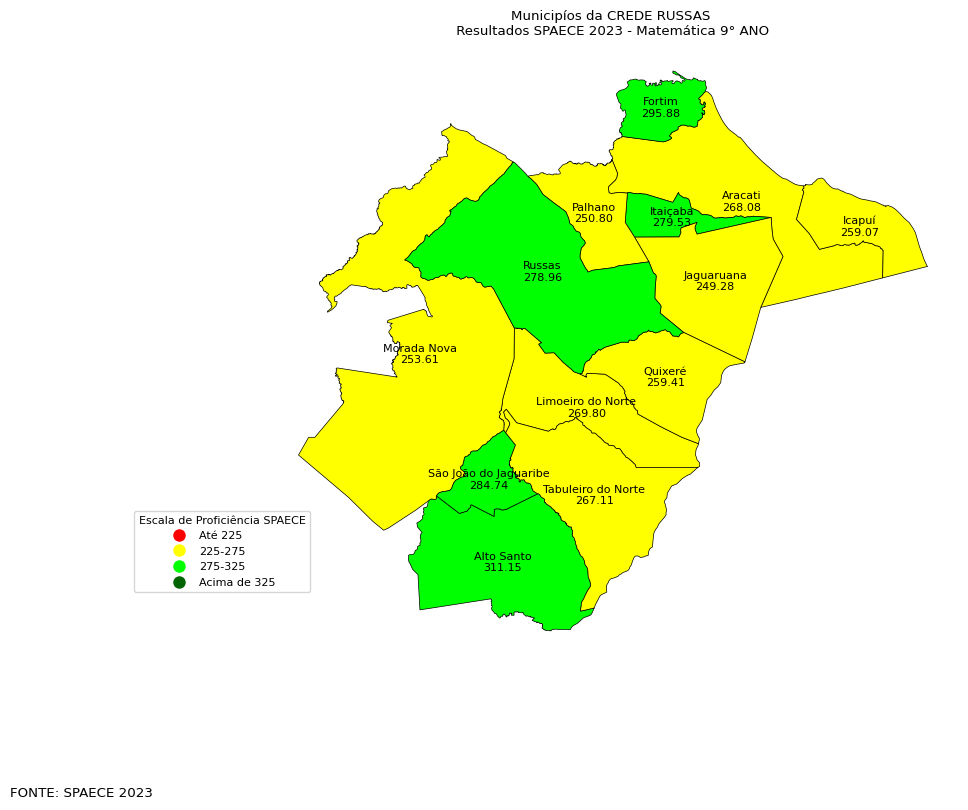 Municipíos da CREDE RUSSAS
Resultados SPAECE 2023 - Matemática 9° ANO
Fortim
295.88
Aracati
268.08
Palhano
250.80
Itaiçaba
279.53
Icapuí
259.07
Russas
278.96
Jaguaruana
249.28
Morada Nova
253.61
Quixeré
259.41
Limoeiro do Norte
269.80
São João do Jaguaribe
284.74
Tabuleiro do Norte
267.11
Alto Santo
311.15
Escala de Proficiência SPAECE
Até 225
225-275
275-325
Acima de 325
FONTE: SPAECE 2023